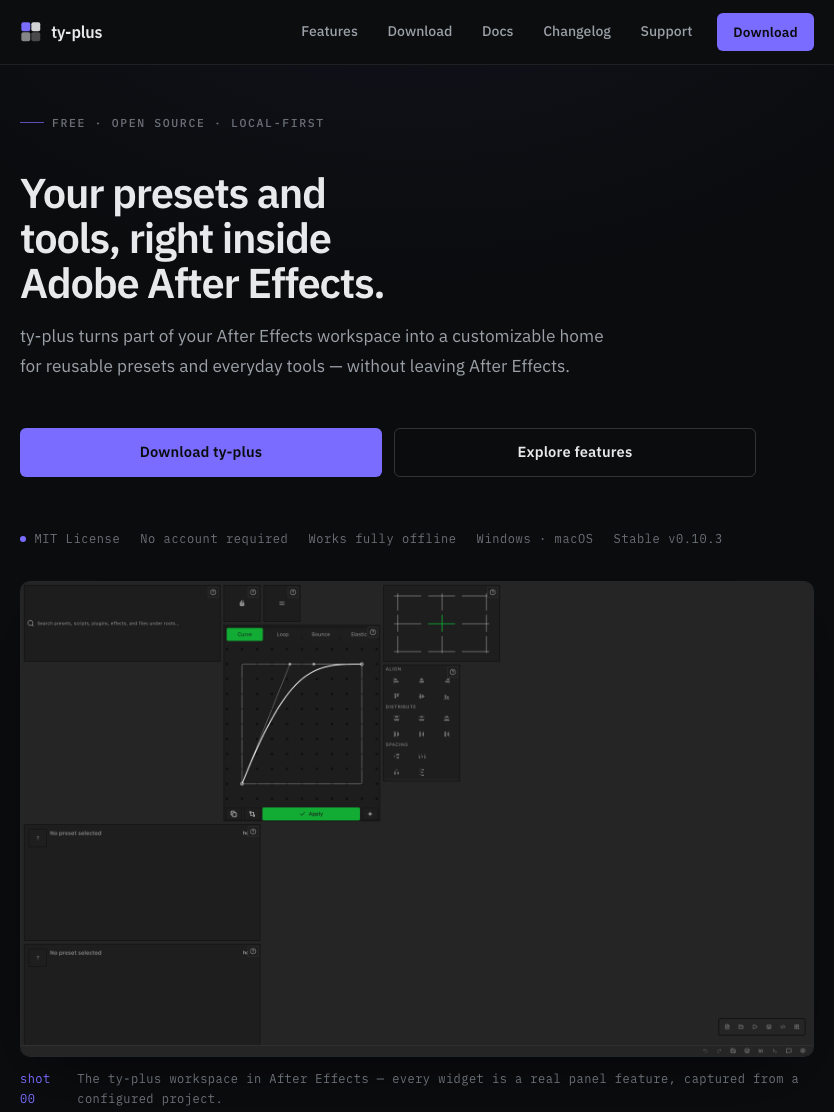 ty-plus
Features Download Docs Changelog Support Download
FREE · OPEN SOURCE · LOCAL-FIRST
Your presets and
tools, right inside
Adobe After Effects.
ty-plus turns part of your After Effects workspace into a customizable home
for reusable presets and everyday tools — without leaving After Effects.
Download ty-plus Explore features
MIT License No account required Works fully offline Windows · macOS Stable v0.10.3
Search presets, scripts, plugins, effects, and files under roots...
Curve Loop Bounce Elastic
ALIGN
DISTRIBUTE
SPACING
Apply
No preset selected
No preset selected
shot The ty-plus workspace in After Effects — every widget is a real panel feature, captured from a
00 configured project.